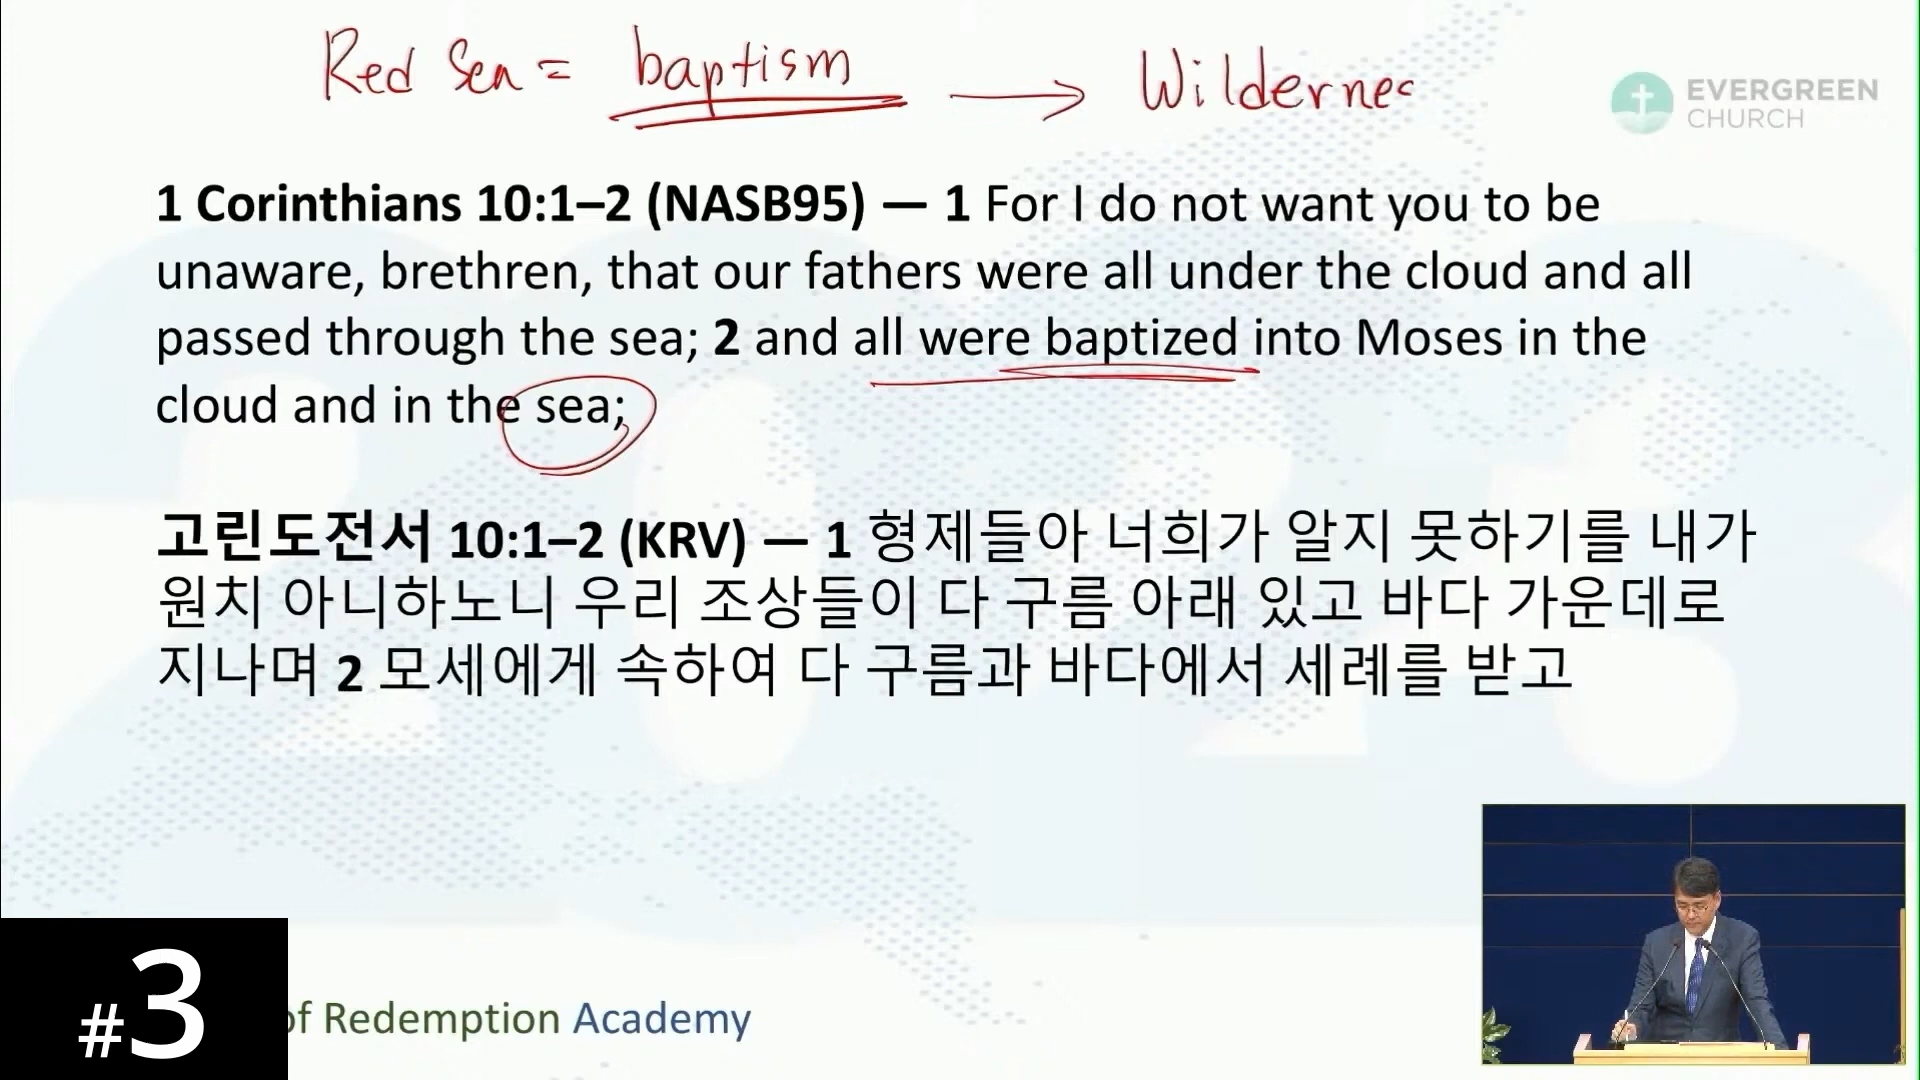 Red Sea = baptism → Wildernes
EVERGREEN
CHURCH
1 Corinthians 10:1–2 (NASB95) — 1 For I do not want you to be
unaware, brethren, that our fathers were all under the cloud and all
passed through the sea; 2 and all were baptized into Moses in the
cloud and in the sea;
고린도전서 10:1–2 (KRV) — 1 형제들아 너희가 알지 못하기를 내가
원치 아니하노니 우리 조상들이 다 구름 아래 있고 바다 가운데로
지나며 2 모세에게 속하여 다 구름과 바다에서 세례를 받고
#3
of Redemption Academy